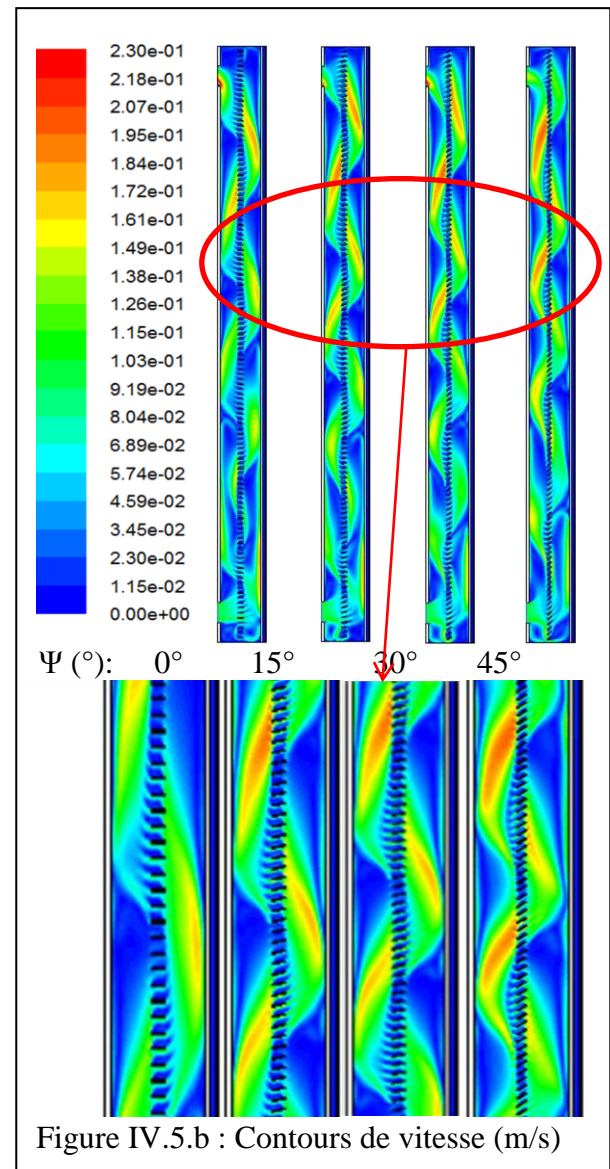 2.30e-01
2.18e-01
2.07e-01
1.95e-01
1.84e-01
1.72e-01
1.61e-01
1.49e-01
1.38e-01
1.26e-01
1.15e-01
1.03e-01
9.19e-02
8.04e-02
6.89e-02
5.74e-02
4.59e-02
3.45e-02
2.30e-02
1.15e-02
0.00e+00
Ψ (°): 0° 15° 30° 45°
Figure IV.5.b : Contours de vitesse (m/s)